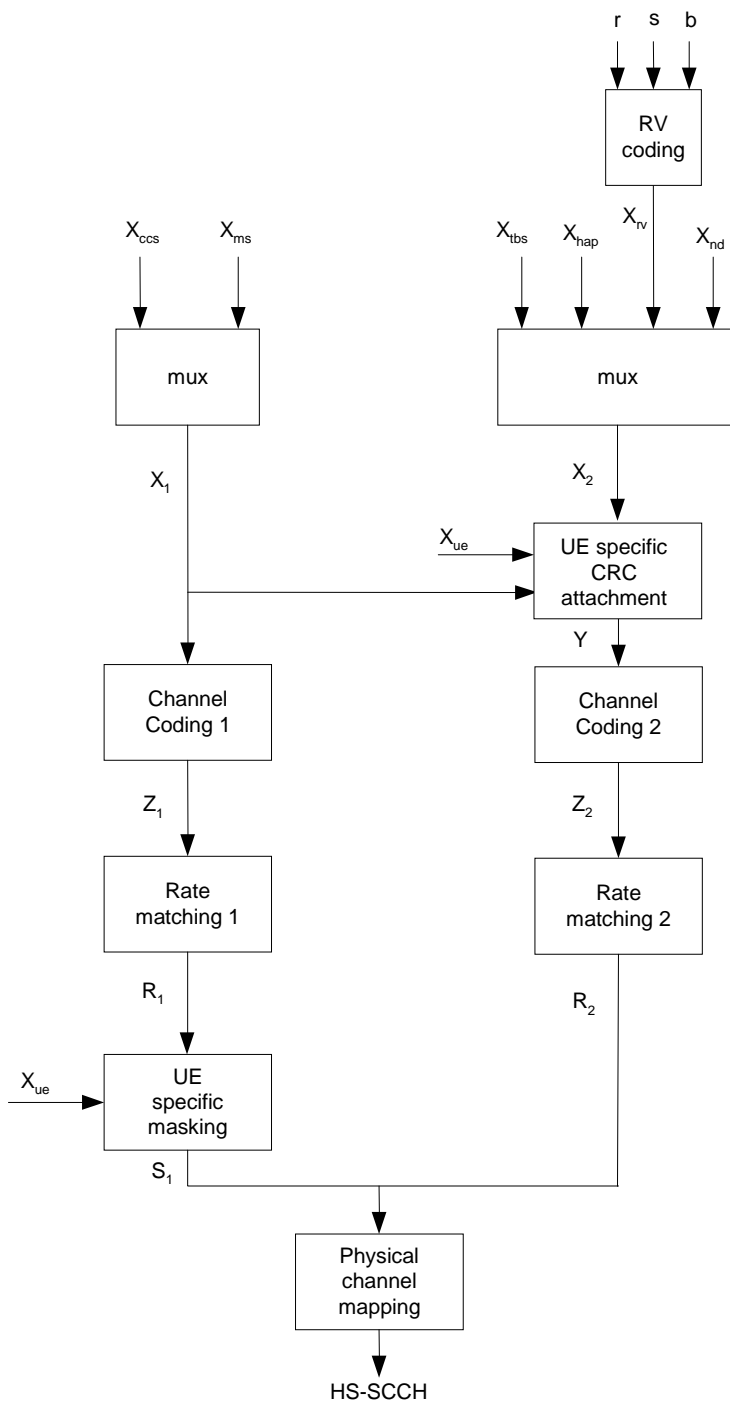 r s b
RV
coding
X_ccs X_ms X_tbs X_hap X_rv X_nd
mux mux
X_1 X_2
X_ue
UE specific
CRC
attachment
Y
Channel
Coding 1
Channel
Coding 2
Z_1 Z_2
Rate
matching 1
Rate
matching 2
R_1 R_2
X_ue
UE
specific
masking
S_1
Physical
channel
mapping
HS-SCCH